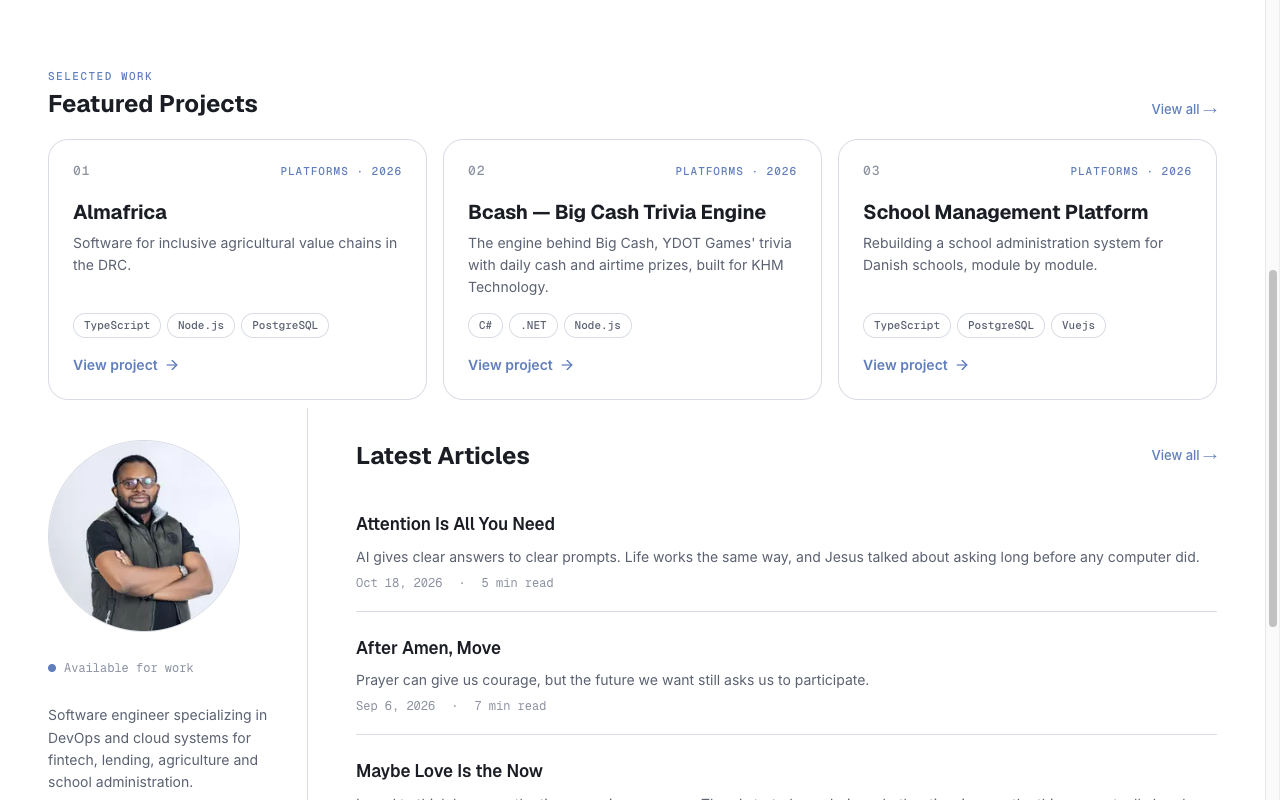 SELECTED WORK
Featured Projects
View all →
01
PLATFORMS · 2026
Almafrica
Software for inclusive agricultural value chains in
the DRC.
TypeScript
Node.js
PostgreSQL
View project →
02
PLATFORMS · 2026
Bcash — Big Cash Trivia Engine
The engine behind Big Cash, YDOT Games' trivia
with daily cash and airtime prizes, built for KHM
Technology.
C#
.NET
Node.js
View project →
03
PLATFORMS · 2026
School Management Platform
Rebuilding a school administration system for
Danish schools, module by module.
TypeScript
PostgreSQL
Vuejs
View project →
Available for work
Software engineer specializing in
DevOps and cloud systems for
fintech, lending, agriculture and
school administration.
Latest Articles
View all →
Attention Is All You Need
AI gives clear answers to clear prompts. Life works the same way, and Jesus talked about asking long before any computer did.
Oct 18, 2026 · 5 min read
After Amen, Move
Prayer can give us courage, but the future we want still asks us to participate.
Sep 6, 2026 · 7 min read
Maybe Love Is the Now